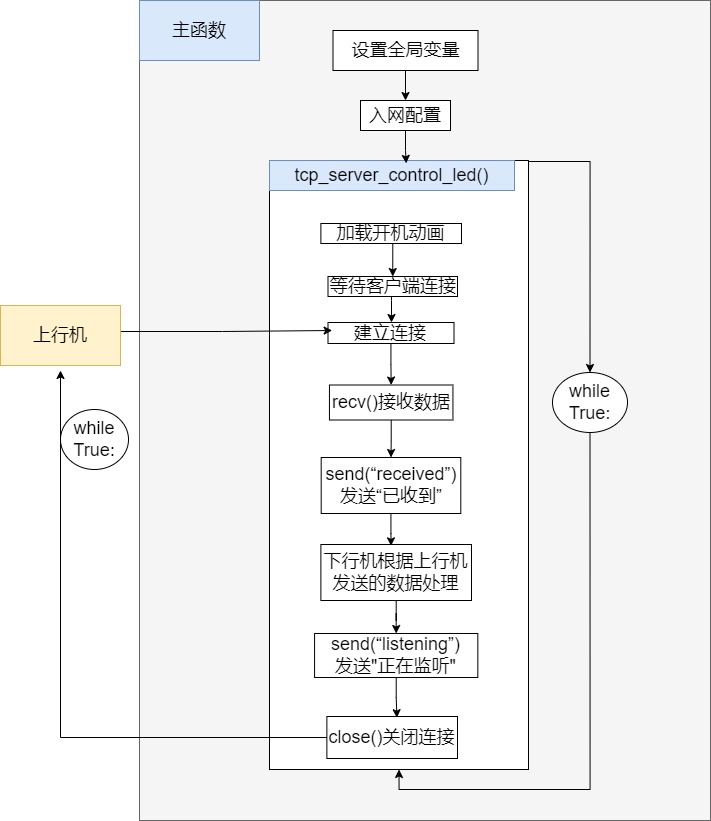 主函数
设置全局变量
入网配置
tcp_server_control_led()
加载开机动画
等待客户端连接
建立连接
上行机
recv()接收数据
while
True:
while
True:
send(“received”)
发送“已收到”
下行机根据上行机
发送的数据处理
send(“listening”)
发送"正在监听"
close()关闭连接